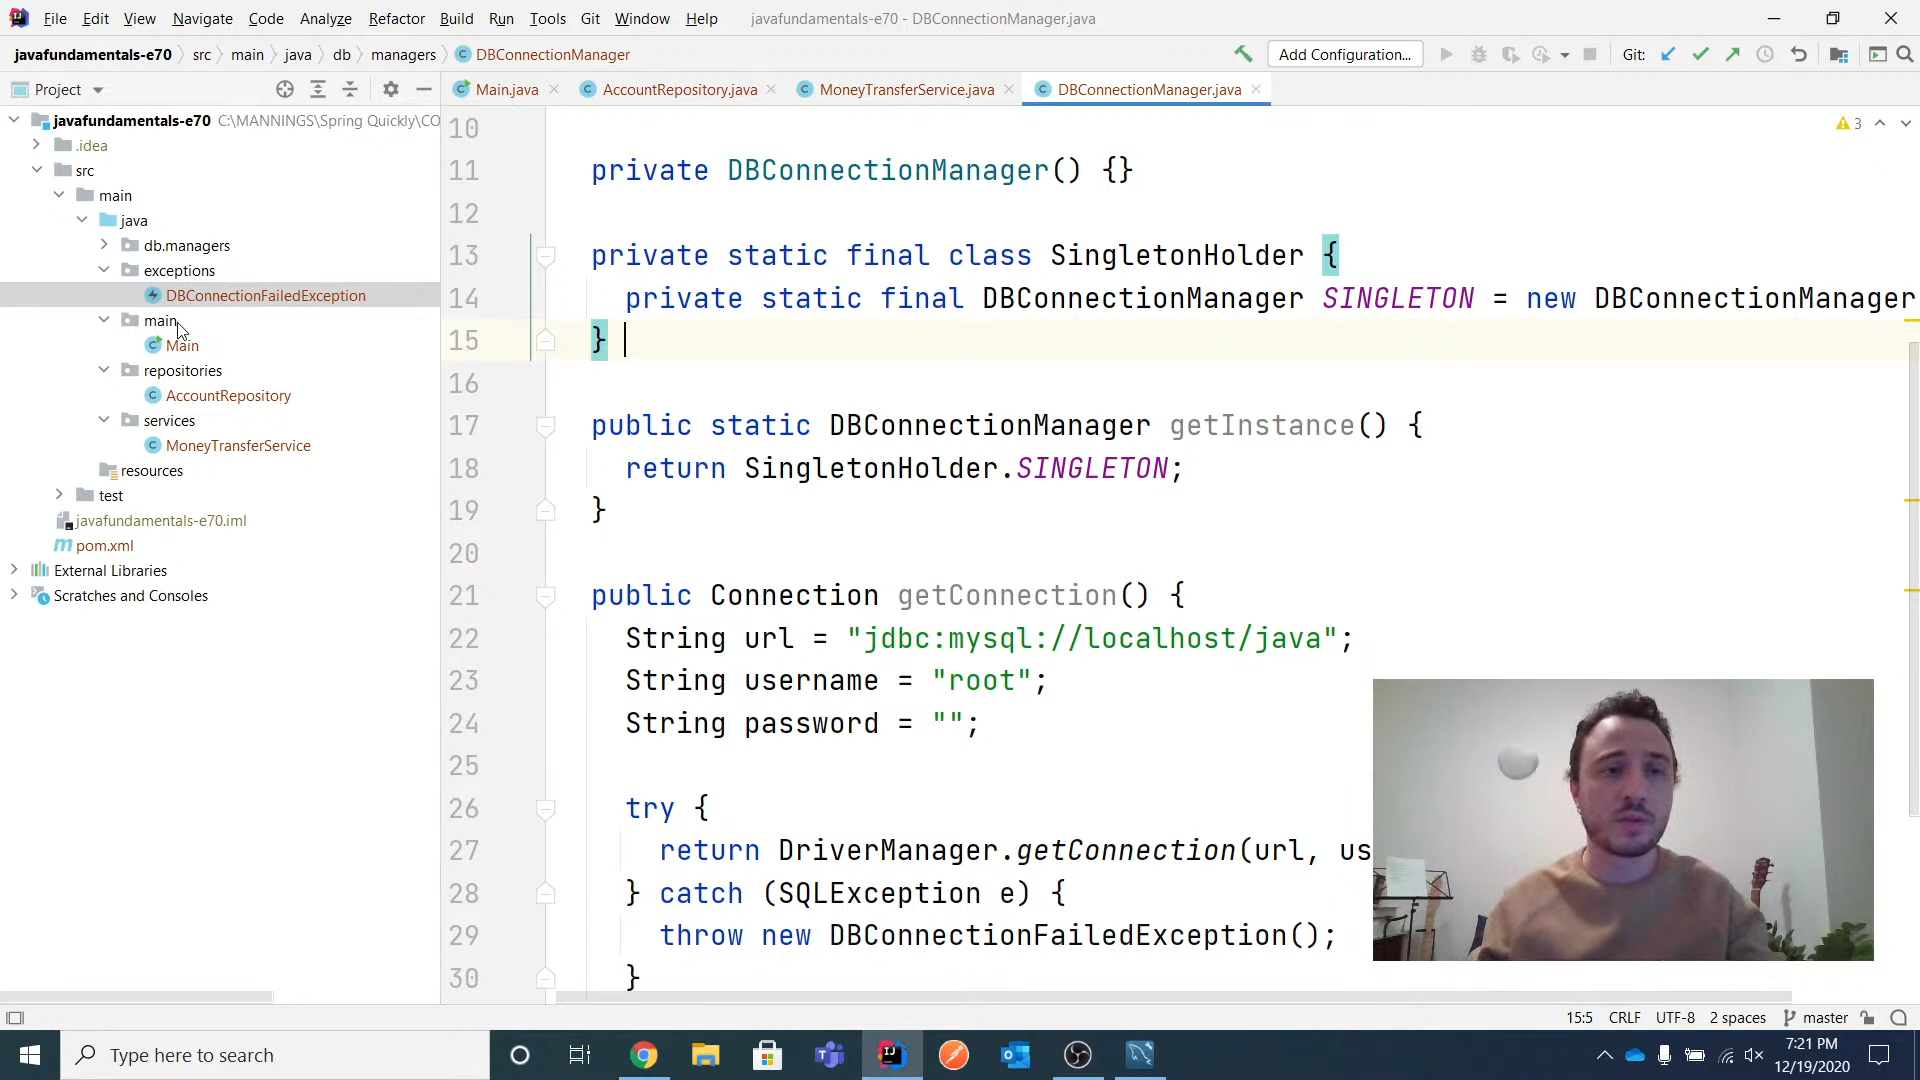 File Edit View Navigate Code Analyze Refactor Build Run Tools Git Window Help javafundamentals-e70 - DBConnectionManager.java
javafundamentals-e70 src main java db managers DBConnectionManager Add Configuration... Git:
Project Main.java AccountRepository.java MoneyTransferService.java DBConnectionManager.java
javafundamentals-e70 C:\MANNINGS\Spring Quickly\CO
.idea
src
main
java
db.managers
exceptions
DBConnectionFailedException
main
Main
repositories
AccountRepository
services
MoneyTransferService
resources
test
javafundamentals-e70.iml
pom.xml
External Libraries
Scratches and Consoles
3
10
11 private DBConnectionManager() {}
12
13 private static final class SingletonHolder {
14 private static final DBConnectionManager SINGLETON = new DBConnectionManager
15 }
16
17 public static DBConnectionManager getInstance() {
18 return SingletonHolder.SINGLETON;
19 }
20
21 public Connection getConnection() {
22 String url = "jdbc:mysql://localhost/java";
23 String username = "root";
24 String password = "";
25
26 try {
27 return DriverManager.getConnection(url, us
28 } catch (SQLException e) {
29 throw new DBConnectionFailedException();
30 }
15:5 CRLF UTF-8 2 spaces master
Type here to search
7:21 PM
12/19/2020